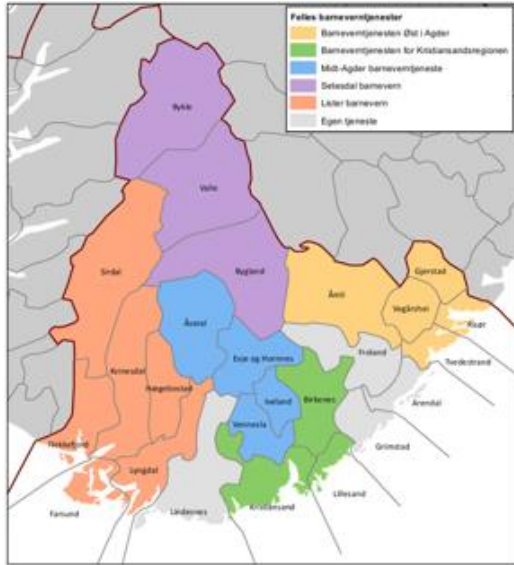 Felles barneverntjenester
Barneverntjenesten Øst i Agder
Barneverntjenesten for Kristiansandsregionen
Midt-Agder barneverntjeneste
Setesdal barnevern
Lister barnevern
Egen tjeneste
Bykle
Valle
Sirdal
Bygland
Gjerstad
Åmli
Vegårshei
Risør
Åseral
Froland
Tvedestrand
Evje og Hornnes
Kvinesdal
Hægebostad
Iveland
Birkenes
Arendal
Vennesla
Grimstad
Flekkefjord
Lyngdal
Lillesand
Farsund
Lindesnes
Kristiansand